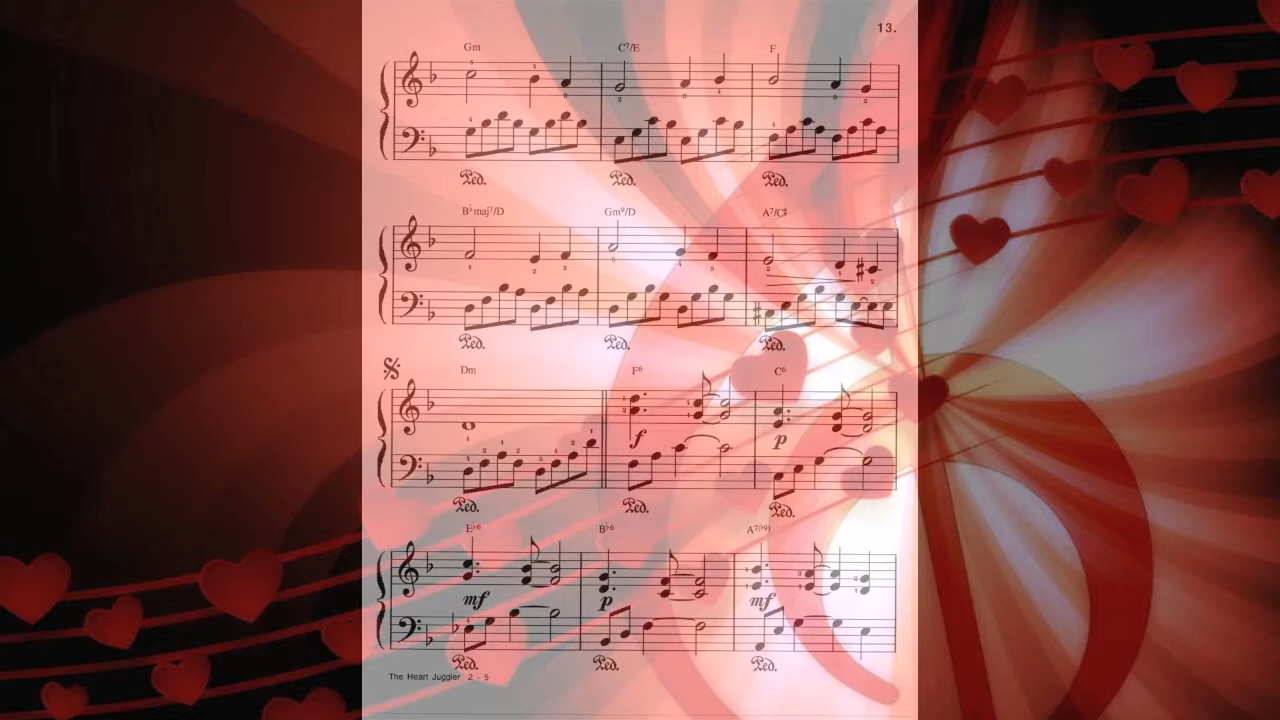 13.
Gm C7/E F
Ped. Ped. Ped.
B♭maj7/D Gm9/D A7/C♯
Ped. Ped. Ped.
Dm F6 C6
f p
Ped. Ped. Ped.
E♭6 B♭6 A7(♭9)
mf p mf
Ped. Ped. Ped.
The Heart Juggler 2 - 5